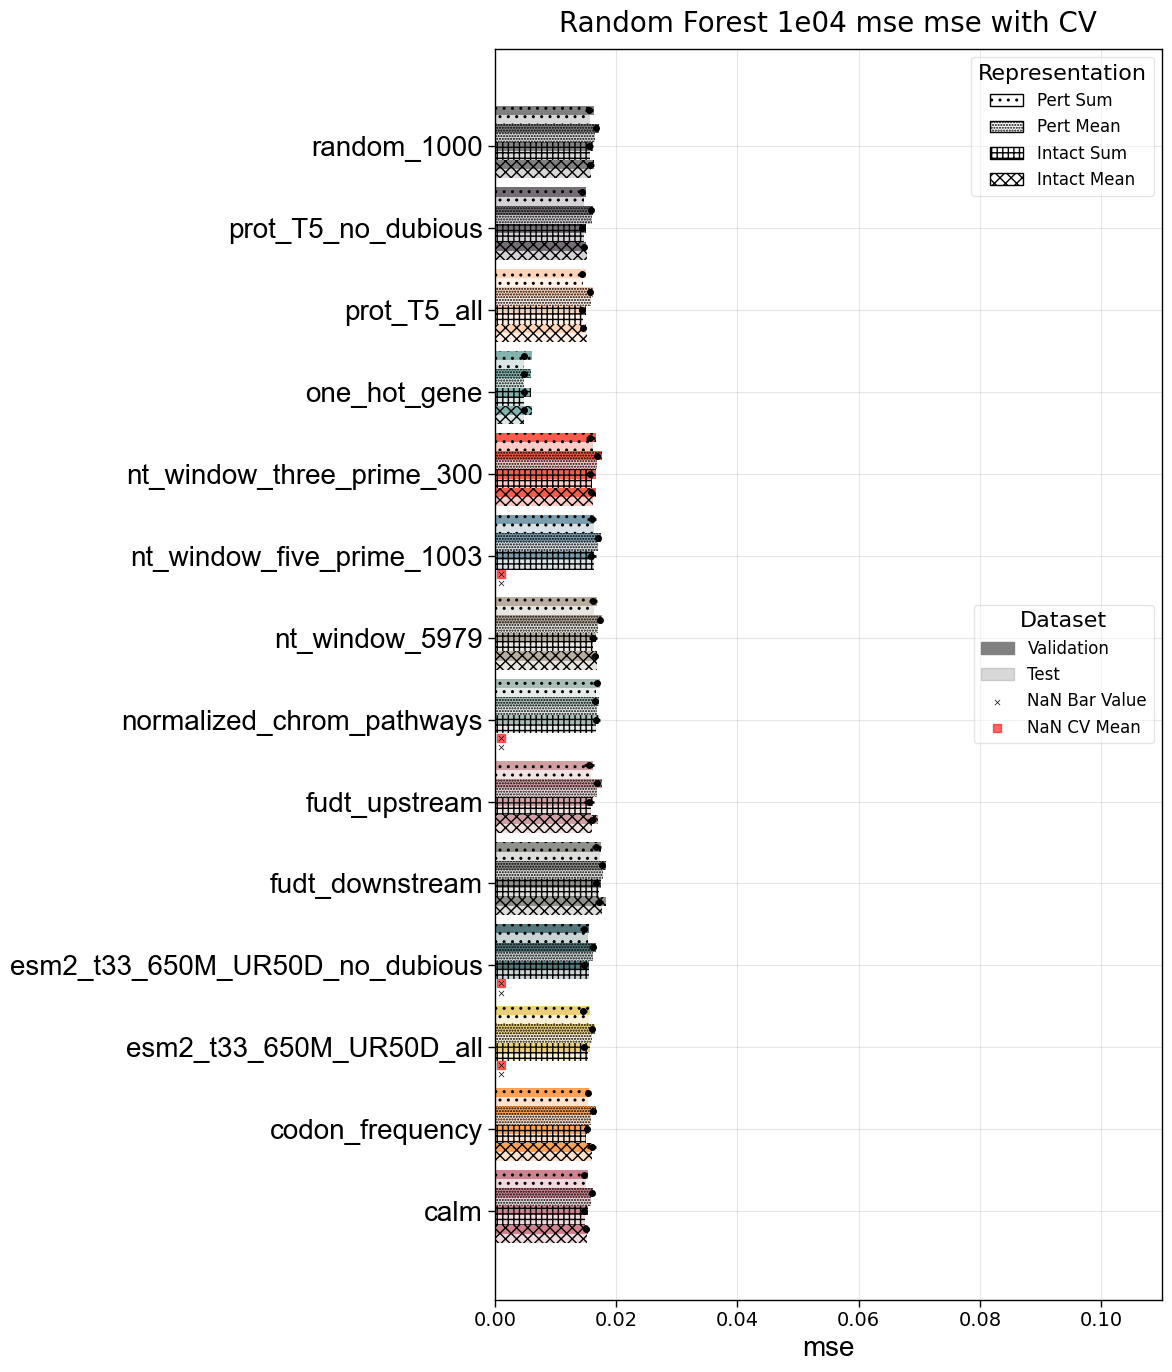 Random Forest 1e04 mse mse with CV
Representation
Pert Sum
Pert Mean
Intact Sum
Intact Mean
random_1000
prot_T5_no_dubious
prot_T5_all
one_hot_gene
nt_window_three_prime_300
nt_window_five_prime_1003
nt_window_5979
normalized_chrom_pathways
fudt_upstream
fudt_downstream
esm2_t33_650M_UR50D_no_dubious
esm2_t33_650M_UR50D_all
codon_frequency
calm
Dataset
Validation
Test
NaN Bar Value
NaN CV Mean
0.00 0.02 0.04 0.06 0.08 0.10
mse